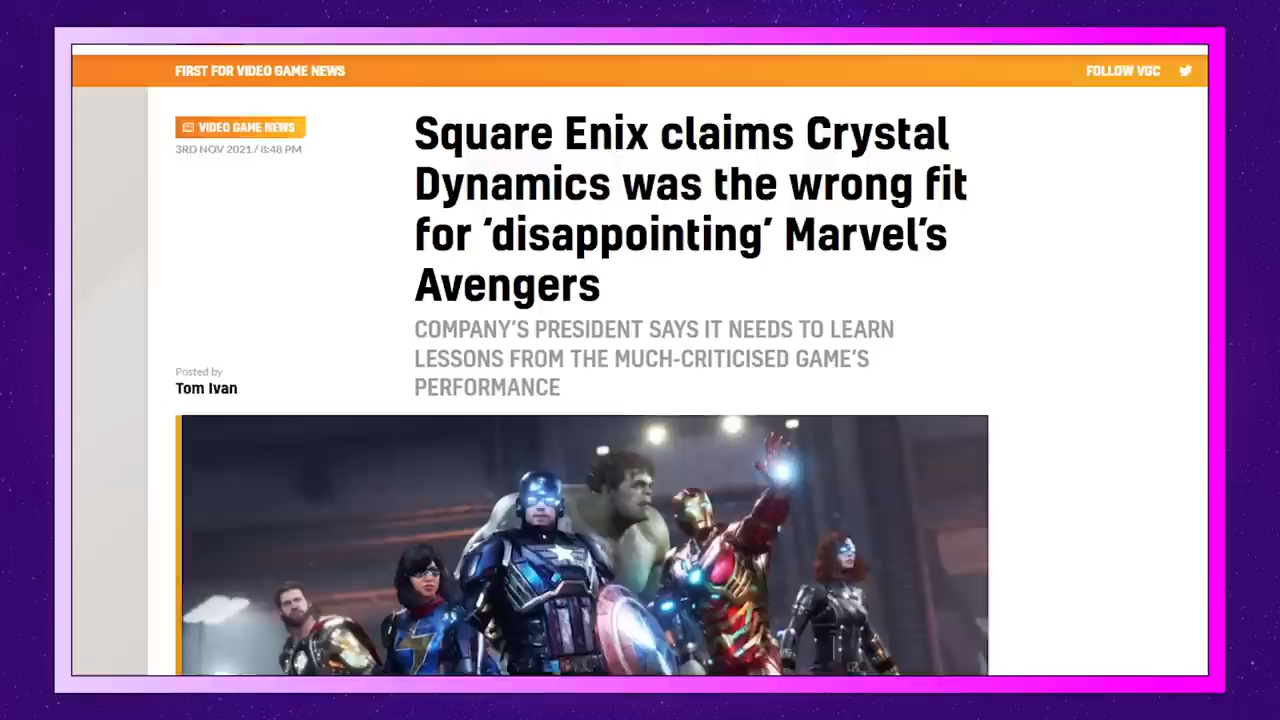 FIRST FOR VIDEO GAME NEWS
FOLLOW VGC
VIDEO GAME NEWS
3RD NOV 2021 / 8:48 PM
Square Enix claims Crystal
Dynamics was the wrong fit
for ‘disappointing’ Marvel’s
Avengers
COMPANY’S PRESIDENT SAYS IT NEEDS TO LEARN
LESSONS FROM THE MUCH-CRITICISED GAME’S
PERFORMANCE
Posted by
Tom Ivan